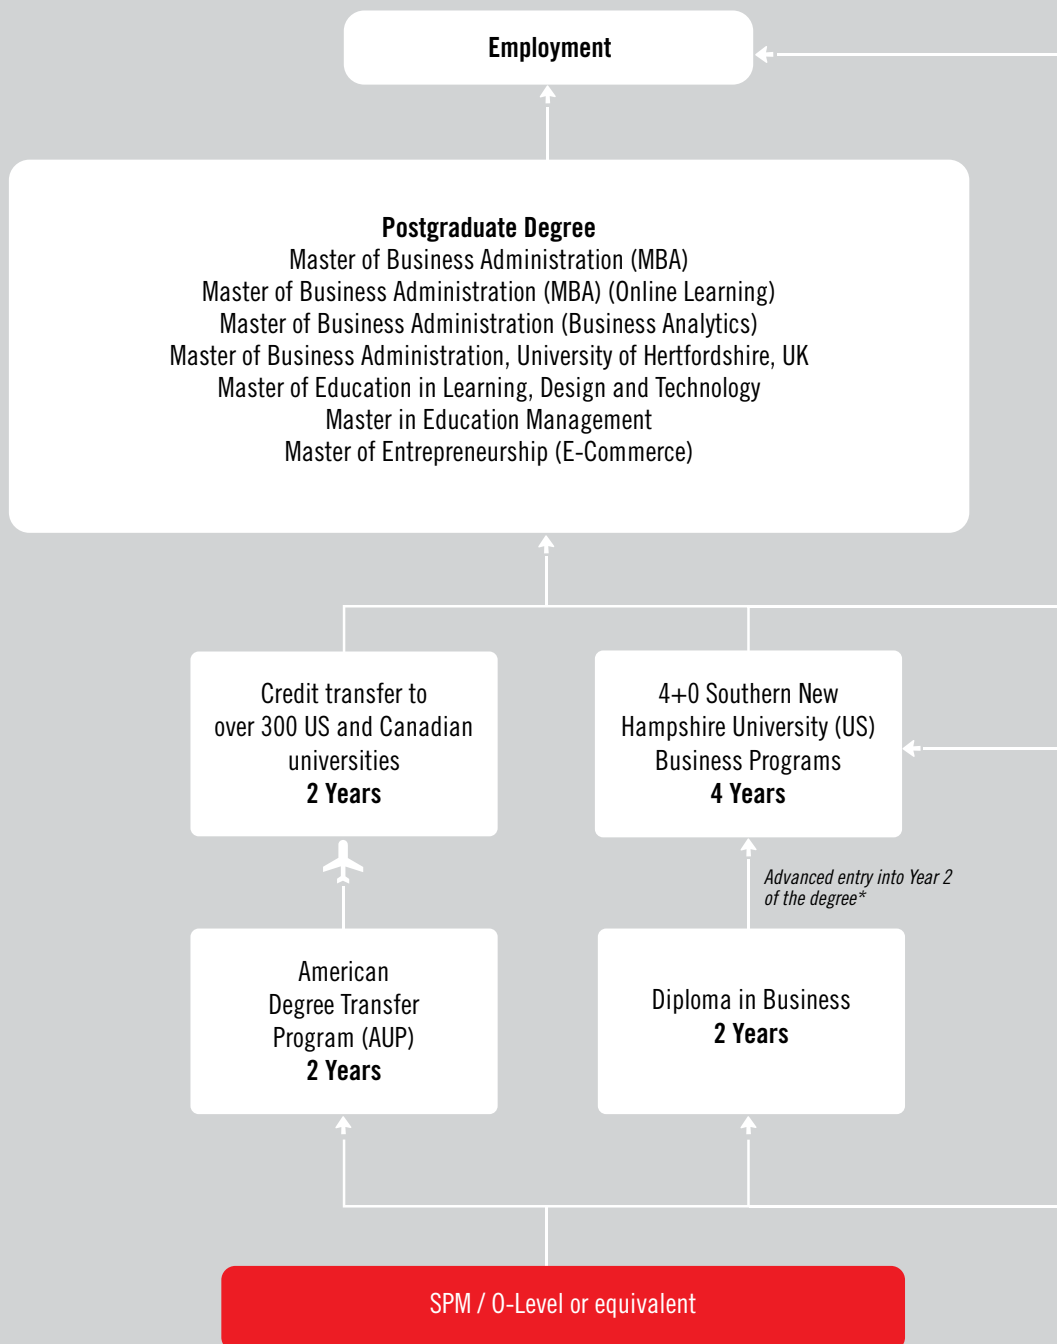 Employment
Postgraduate Degree
Master of Business Administration (MBA)
Master of Business Administration (MBA) (Online Learning)
Master of Business Administration (Business Analytics)
Master of Business Administration, University of Hertfordshire, UK
Master of Education in Learning, Design and Technology
Master in Education Management
Master of Entrepreneurship (E-Commerce)
Credit transfer to
over 300 US and Canadian
universities
2 Years
4+0 Southern New
Hampshire University (US)
Business Programs
4 Years
Advanced entry into Year 2
of the degree*
American
Degree Transfer
Program (AUP)
2 Years
Diploma in Business
2 Years
SPM / O-Level or equivalent